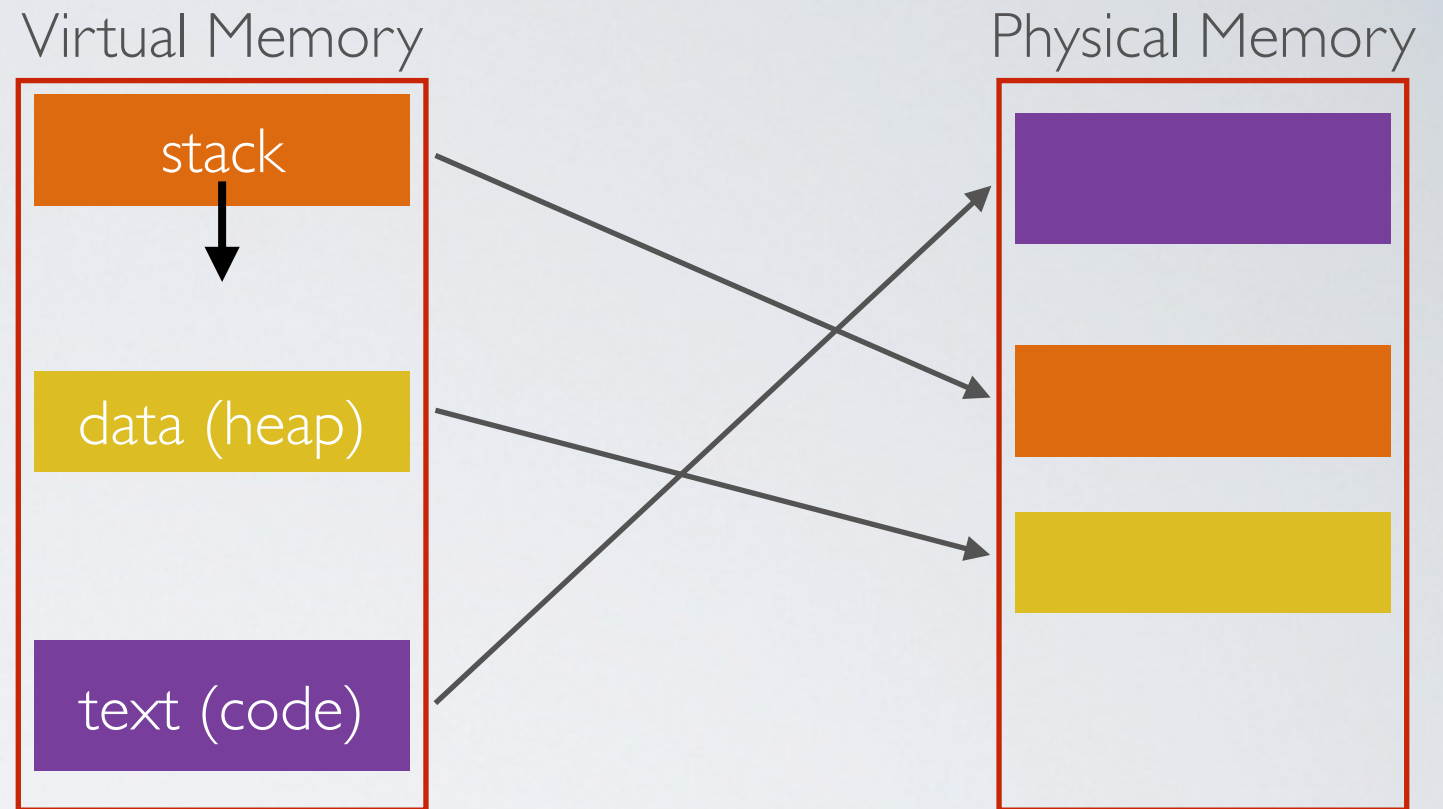 Virtual Memory
Physical Memory
stack
data (heap)
text (code)